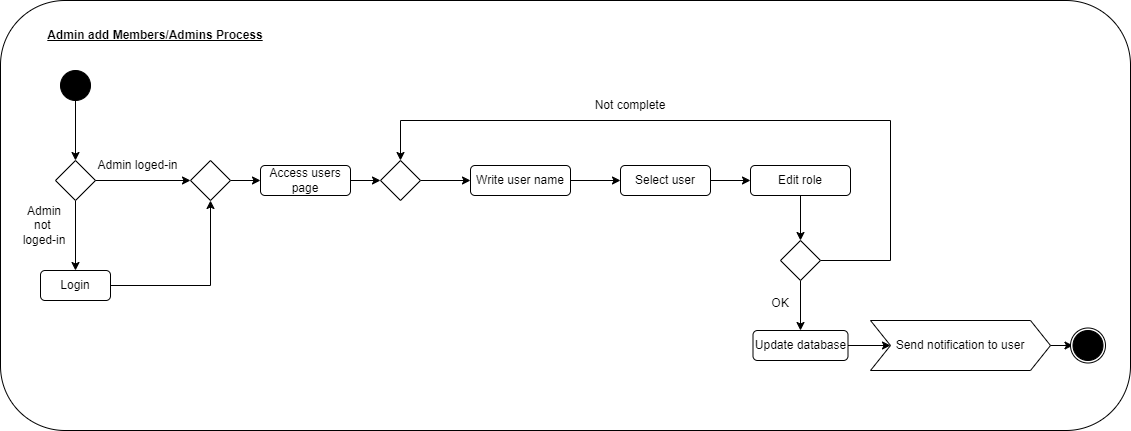 Admin add Members/Admins Process
Not complete
Admin loged-in
Access users
page
Write user name
Select user
Edit role
Admin
not
loged-in
Login
OK
Update database
Send notification to user